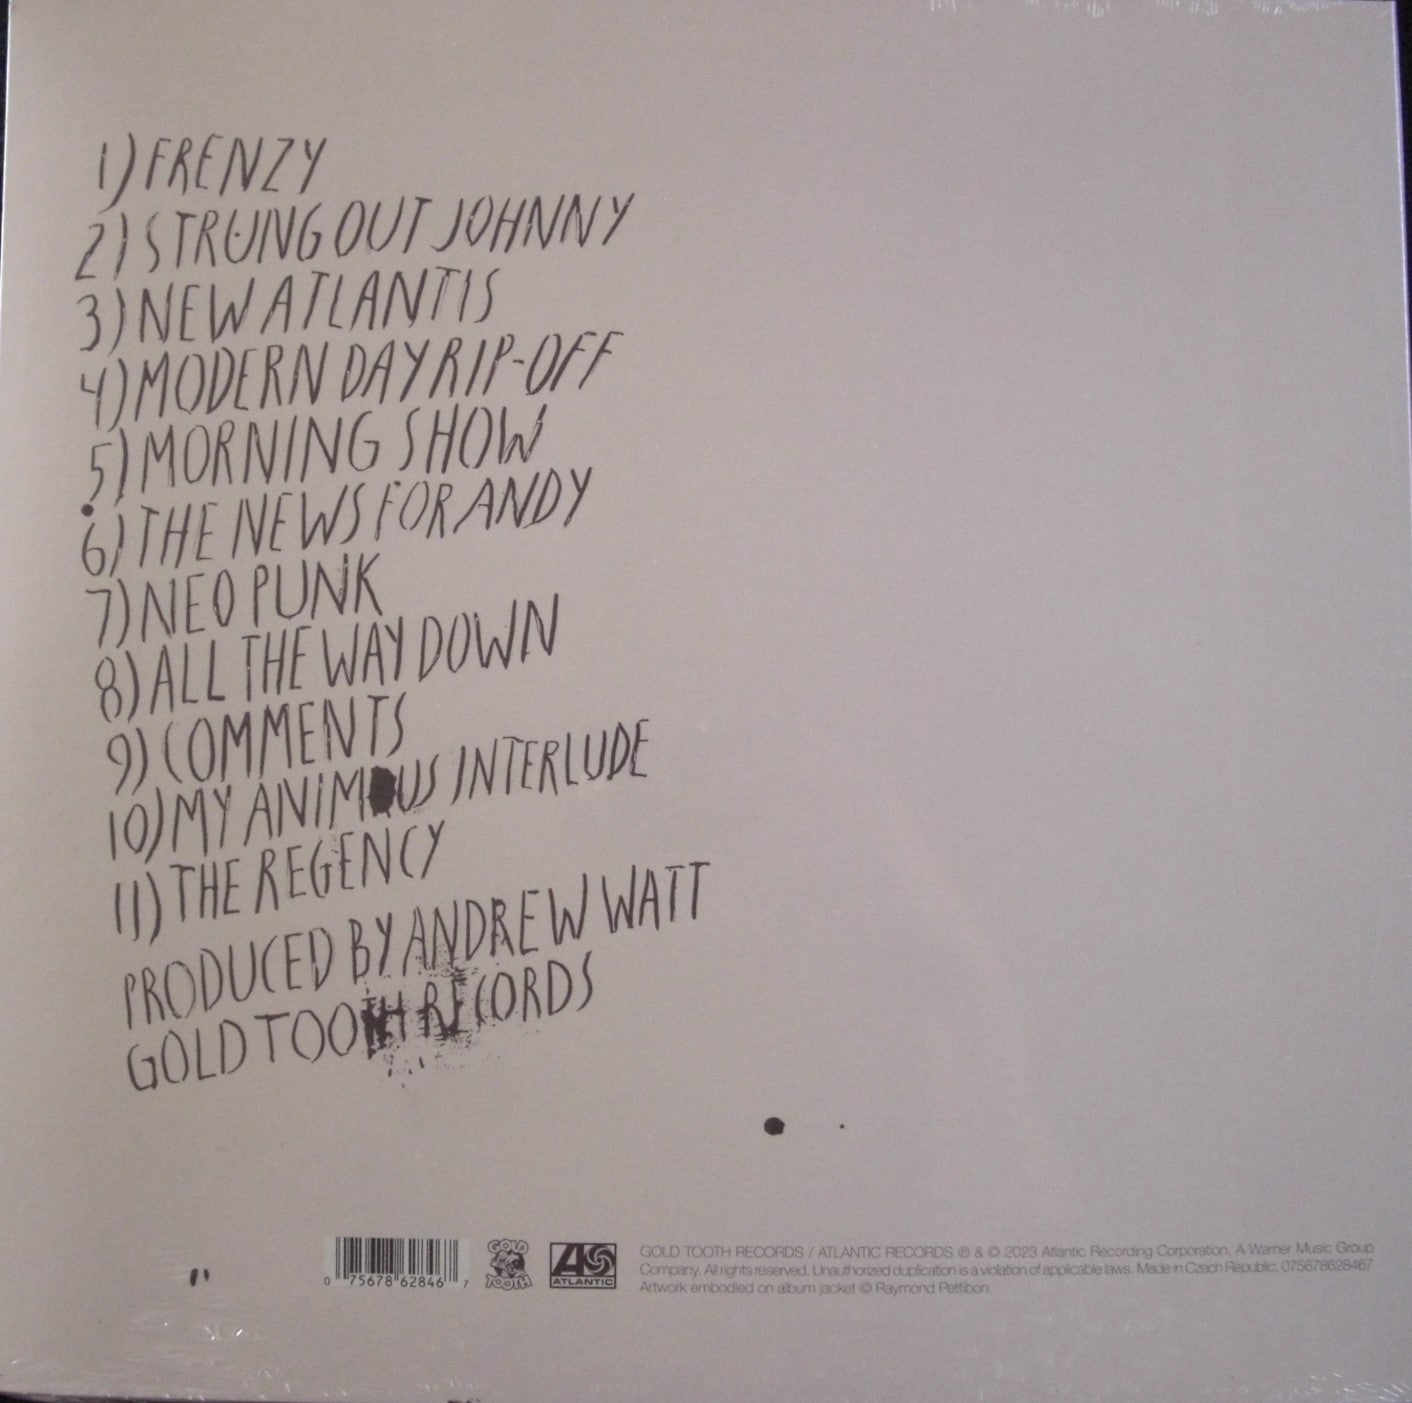 1) FRENZY
2) STRUNG OUT JOHNNY
3) NEW ATLANTIS
4) MODERN DAY RIP-OFF
5) MORNING SHOW
6) THE NEWS FOR ANDY
7) NEO PUNK
8) ALL THE WAY DOWN
9) COMMENTS
10) MY ANIMOUS INTERLUDE
11) THE REGENCY
PRODUCED BY ANDREW WATT
GOLD TOOTH RECORDS
0 75678 62846 7
GOLD TOOTH
ATLANTIC
GOLD TOOTH RECORDS / ATLANTIC RECORDS ℗ & © 2023 Atlantic Recording Corporation. A Warner Music Group
Company. All rights reserved. Unauthorized duplication is a violation of applicable laws. Made in Czech Republic. 075678628467
Artwork embodied on album jacket © Raymond Pettibon.